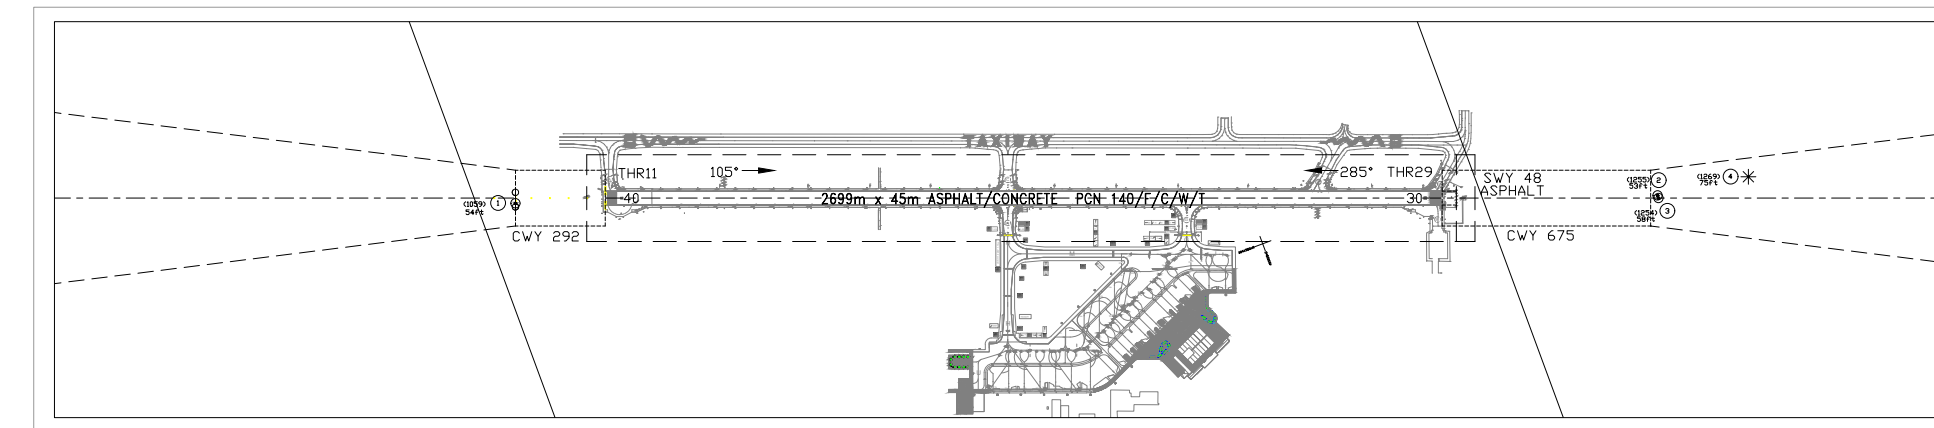 TAXIWAY
THR11
105°
285°
THR29
SWY 48
ASPHALT
(1059)
54ft
1
40
2699m x 45m ASPHALT/CONCRETE PCN 140/F/C/W/T
30
(1255)
53ft
2
(1269)
75ft
4
(1254)
58ft
3
CWY 292
CWY 675